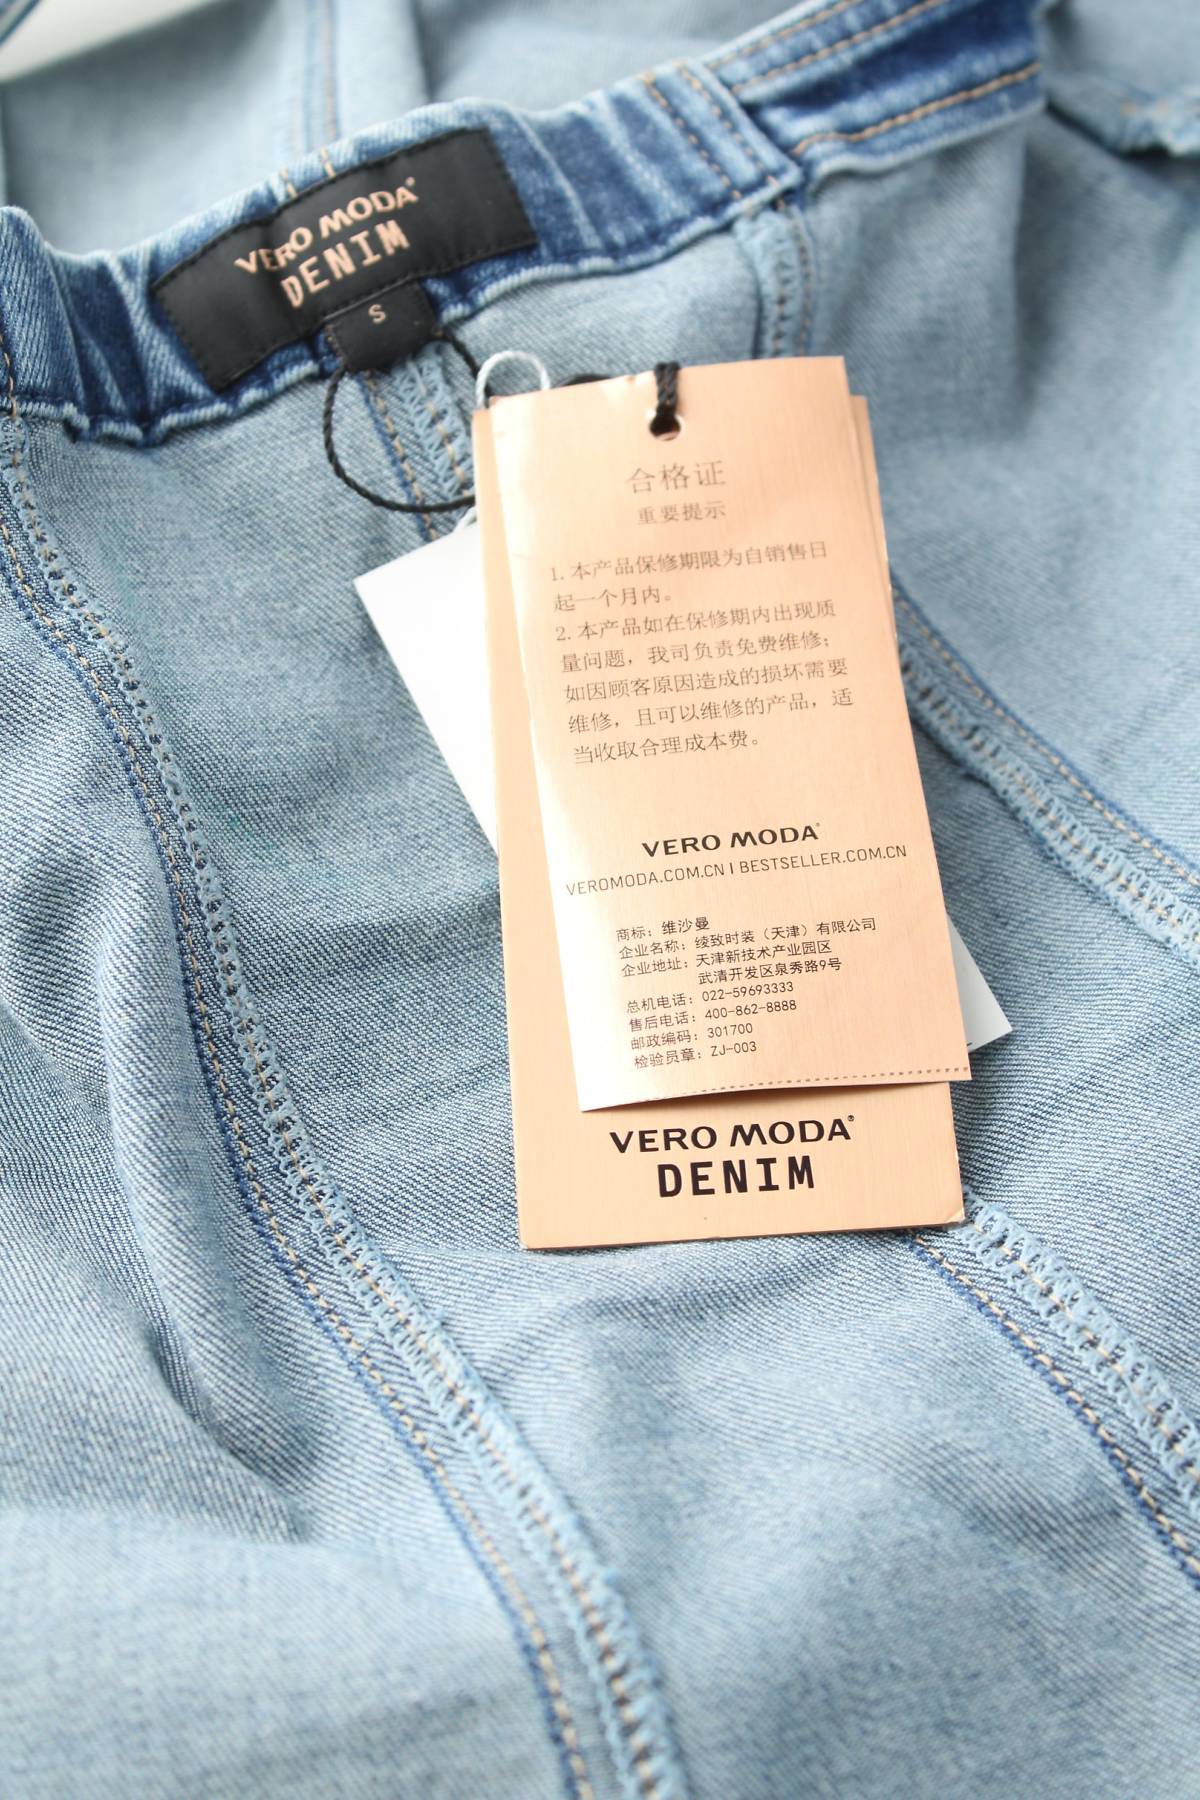 VERO MODA®
DENIM
S
合格证
重要提示
1. 本产品保修期限为自销售日
起一个月内。
2. 本产品如在保修期内出现质
量问题，我司负责免费维修；
如因顾客原因造成的损坏需要
维修，且可以维修的产品，适
当收取合理成本费。
VERO MODA®
VEROMODA.COM.CN | BESTSELLER.COM.CN
商标：维沙曼
企业名称：绫致时装（天津）有限公司
企业地址：天津新技术产业园区
武清开发区泉秀路9号
总机电话：022-59693333
售后电话：400-862-8888
邮政编码：301700
检验员章：ZJ-003
VERO MODA®
DENIM